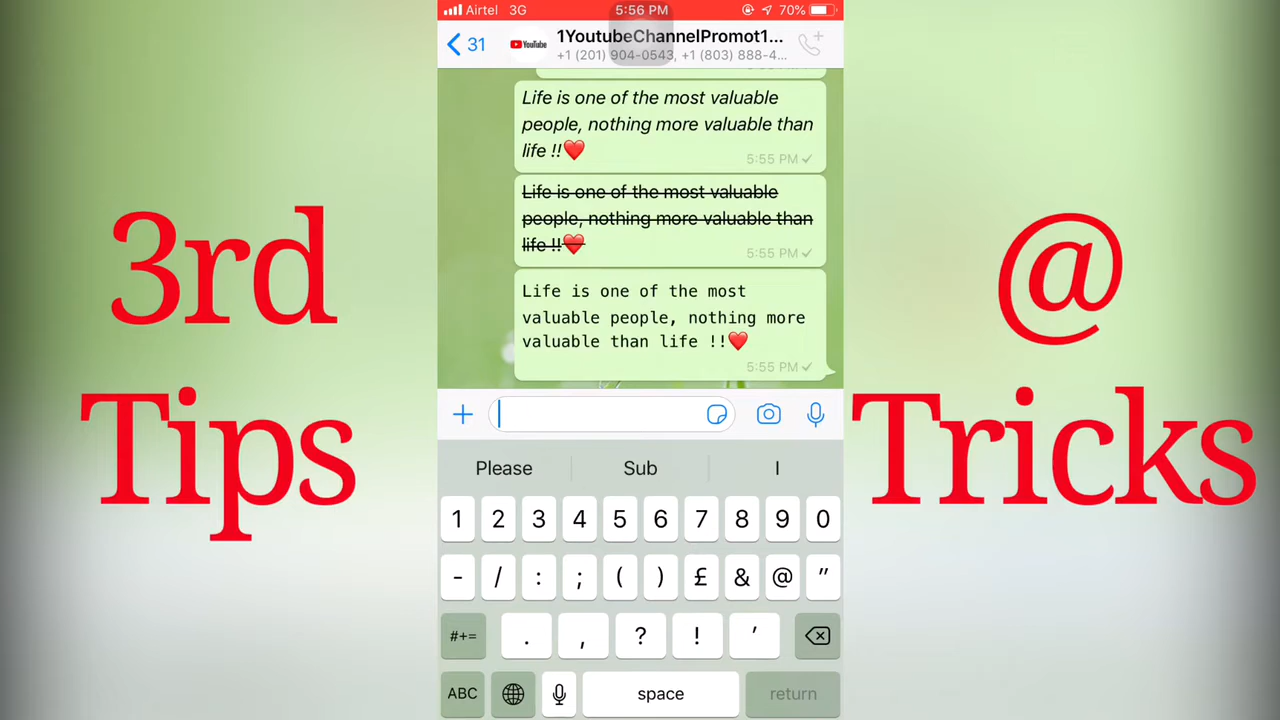 Airtel 3G 5:56 PM 70%
31 YouTube 1YoutubeChannelPromot1...
+1 (201) 904-0543, +1 (803) 888-4...
Life is one of the most valuable
people, nothing more valuable than
life !!❤️
5:55 PM
Life is one of the most valuable
people, nothing more valuable than
life !!❤️
5:55 PM
Life is one of the most
valuable people, nothing more
valuable than life !!❤️
5:55 PM
3rd
Tips
@
Tricks
Please Sub I
1 2 3 4 5 6 7 8 9 0
- / : ; ( ) £ & @ "
#+= . , ? ! '
ABC space return